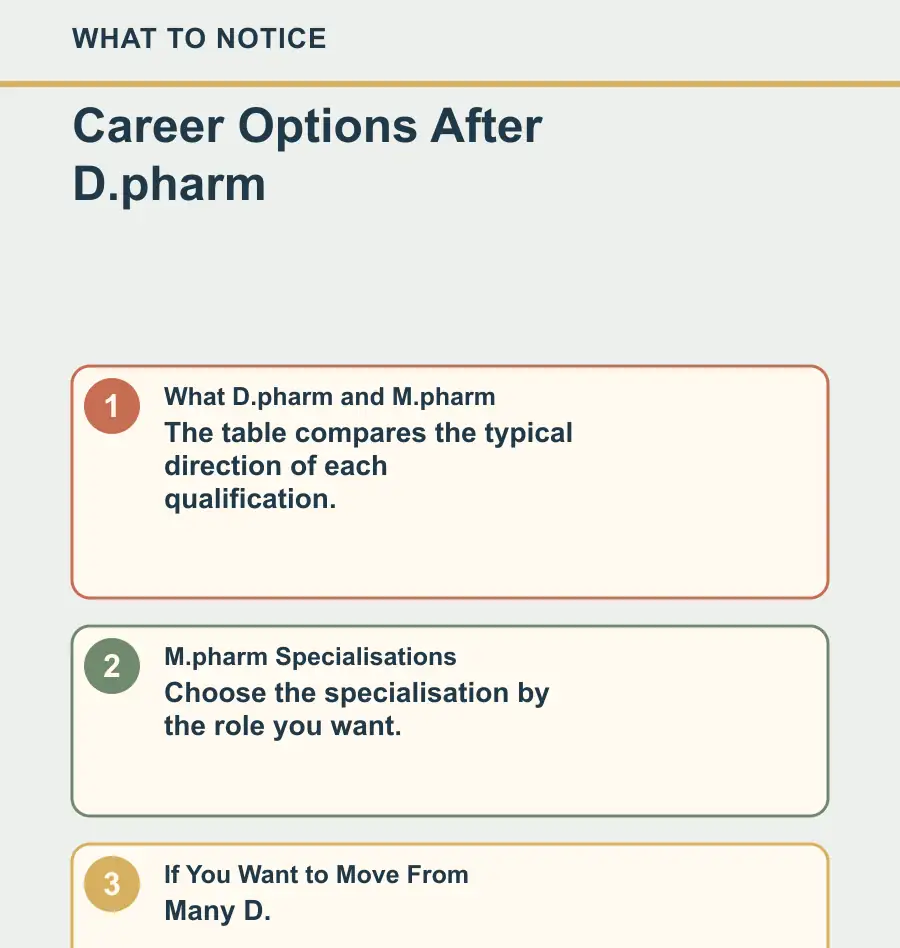 WHAT TO NOTICE
Career Options After
D.pharm
1
What D.pharm and M.pharm
The table compares the typical
direction of each
qualification.
2
M.pharm Specialisations
Choose the specialisation by
the role you want.
3
If You Want to Move From
Many D.